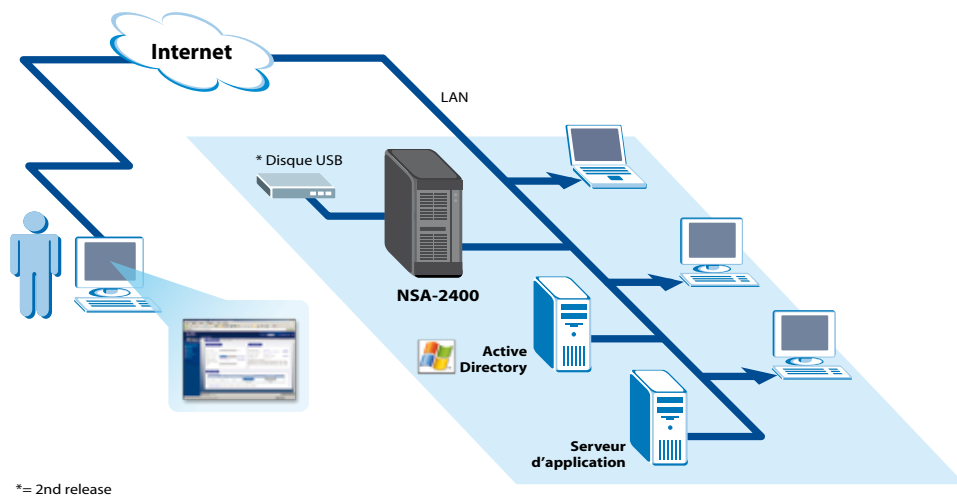 Internet
LAN
* Disque USB
NSA-2400
Active
Directory
Serveur
d’application
*= 2nd release